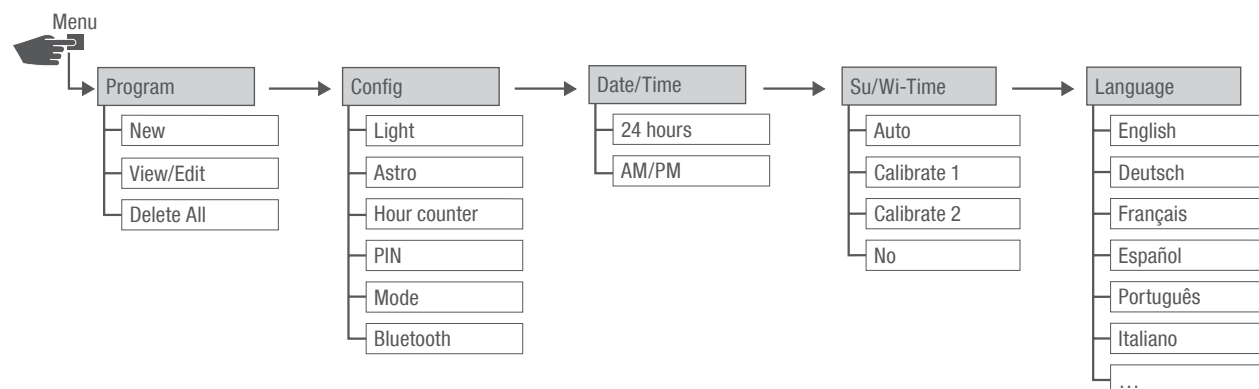 Menu
Program
New
View/Edit
Delete All
Config
Light
Astro
Hour counter
PIN
Mode
Bluetooth
Date/Time
24 hours
AM/PM
Su/Wi-Time
Auto
Calibrate 1
Calibrate 2
No
Language
English
Deutsch
Français
Español
Português
Italiano
…